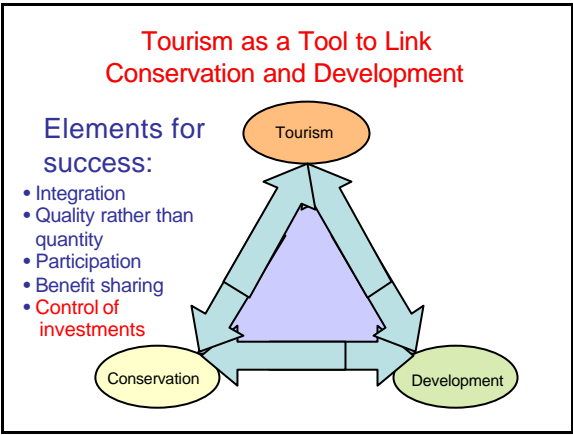 Tourism as a Tool to Link
Conservation and Development
Elements for
success:
• Integration
• Quality rather than
quantity
• Participation
• Benefit sharing
• Control of
investments
Tourism
Conservation
Development